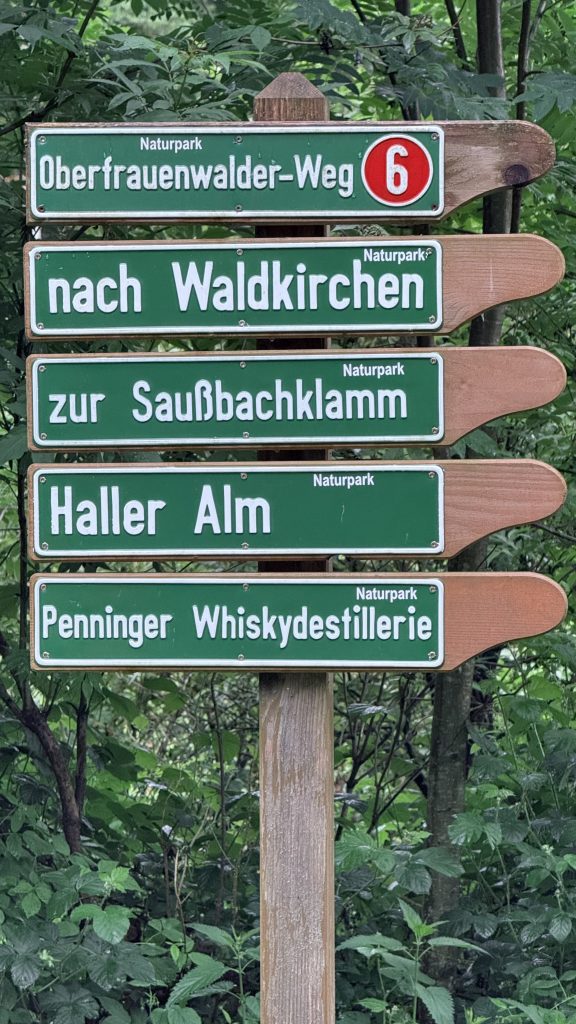 Naturpark
Oberfrauenwalder-Weg 6
Naturpark
nach Waldkirchen
Naturpark
zur Saußbachklamm
Naturpark
Haller Alm
Naturpark
Penninger Whiskydestillerie